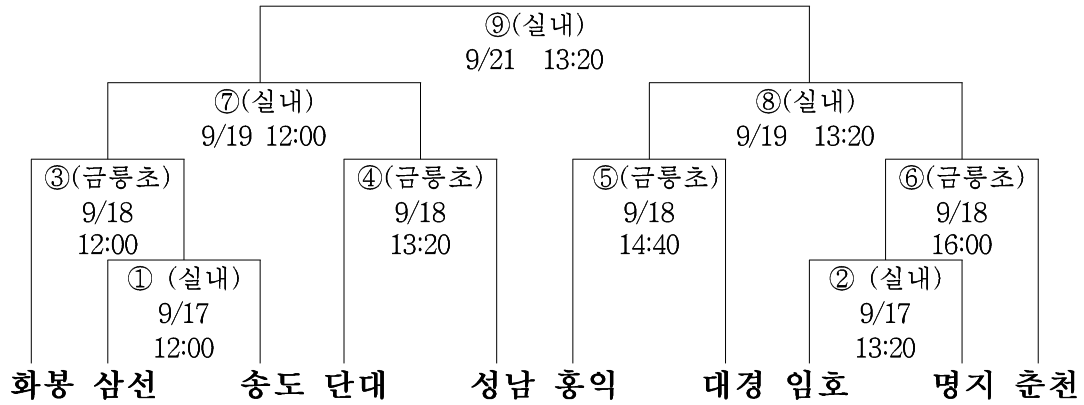 ⑨(실내)
9/21 13:20
⑦(실내) ⑧(실내)
9/19 12:00 9/19 13:20
③(금릉초) ④(금릉초) ⑤(금릉초) ⑥(금릉초)
9/18 9/18 9/18 9/18
12:00 13:20 14:40 16:00
① (실내) ② (실내)
9/17 9/17
12:00 13:20
화봉 삼선 송도 단대 성남 홍익 대경 임호 명지 춘천